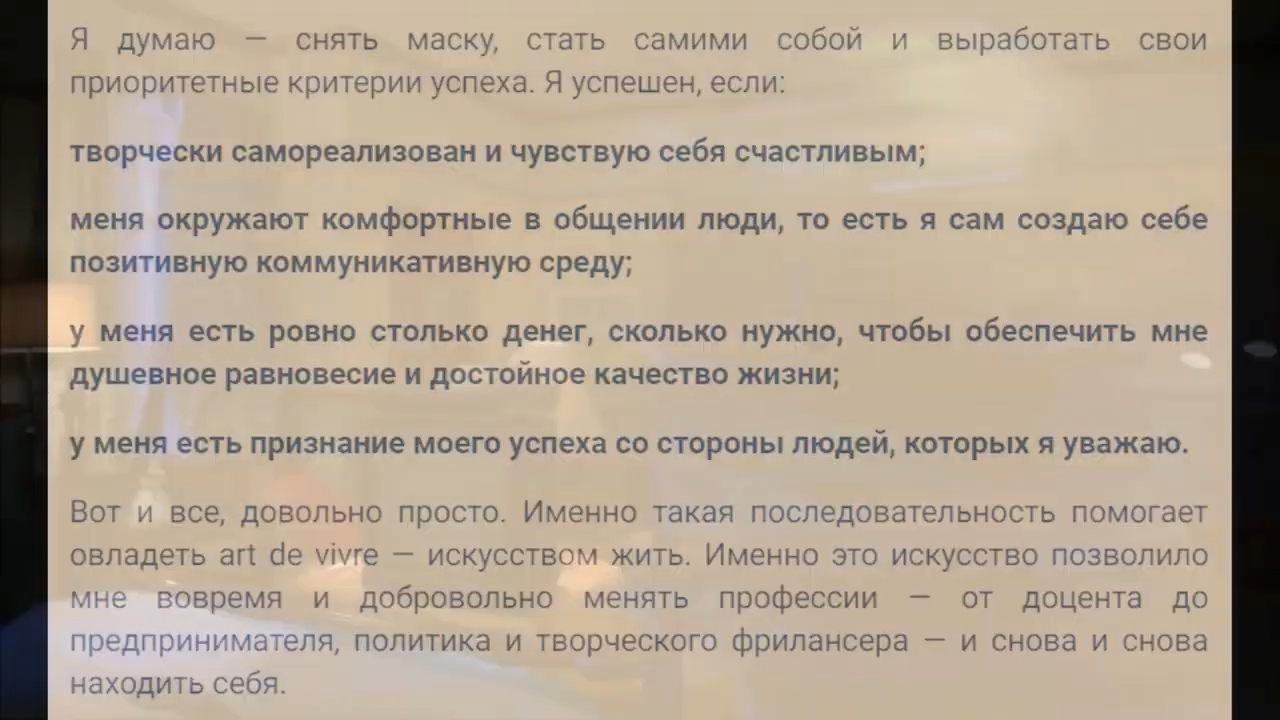 Я думаю — снять маску, стать самими собой и выработать свои
приоритетные критерии успеха. Я успешен, если:
творчески самореализован и чувствую себя счастливым;
меня окружают комфортные в общении люди, то есть я сам создаю себе
позитивную коммуникативную среду;
у меня есть ровно столько денег, сколько нужно, чтобы обеспечить мне
душевное равновесие и достойное качество жизни;
у меня есть признание моего успеха со стороны людей, которых я уважаю.
Вот и все, довольно просто. Именно такая последовательность помогает
овладеть art de vivre — искусством жить. Именно это искусство позволило
мне вовремя и добровольно менять профессии — от доцента до
предпринимателя, политика и творческого фрилансера — и снова и снова
находить себя.